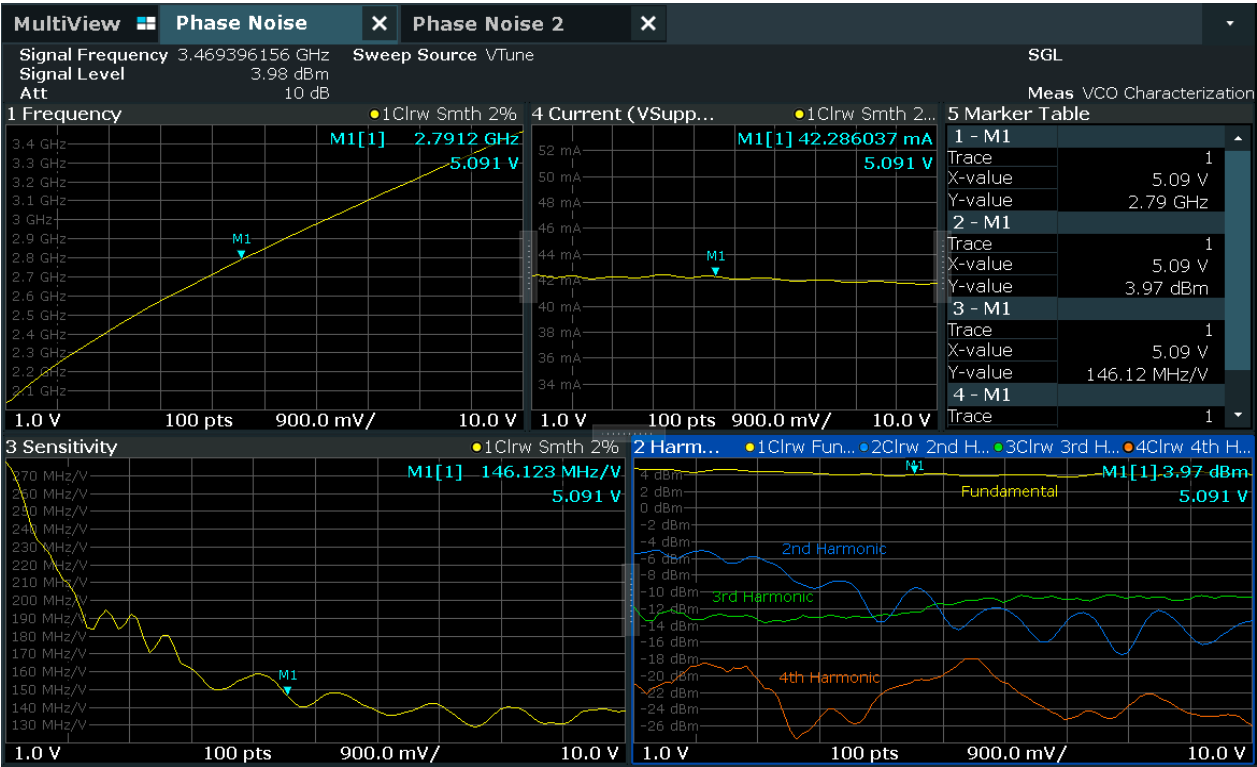 MultiView Phase Noise × Phase Noise 2 ×
Signal Frequency 3.469396156 GHz Sweep Source VTune SGL
Signal Level 3.98 dBm
Att 10 dB Meas VCO Characterization
1 Frequency 1Clrw Smth 2%
M1[1] 2.7912 GHz
5.091 V
3.4 GHz
3.3 GHz
3.2 GHz
3.1 GHz
3 GHz
2.9 GHz
2.8 GHz
2.7 GHz
2.6 GHz
2.5 GHz
2.4 GHz
2.3 GHz
2.2 GHz
2.1 GHz
M1
1.0 V 100 pts 900.0 mV/ 10.0 V
4 Current (VSupp... 1Clrw Smth 2...
M1[1] 42.286037 mA
5.091 V
52 mA
50 mA
48 mA
46 mA
44 mA
42 mA
40 mA
38 mA
36 mA
34 mA
M1
1.0 V 100 pts 900.0 mV/ 10.0 V
5 Marker Table
1 - M1
Trace 1
X-value 5.09 V
Y-value 2.79 GHz
2 - M1
Trace 1
X-value 5.09 V
Y-value 3.97 dBm
3 - M1
Trace 1
X-value 5.09 V
Y-value 146.12 MHz/V
4 - M1
Trace 1
3 Sensitivity 1Clrw Smth 2%
M1[1] 146.123 MHz/V
5.091 V
270 MHz/V
260 MHz/V
250 MHz/V
240 MHz/V
230 MHz/V
220 MHz/V
210 MHz/V
200 MHz/V
190 MHz/V
180 MHz/V
170 MHz/V
160 MHz/V
150 MHz/V
140 MHz/V
130 MHz/V
M1
1.0 V 100 pts 900.0 mV/ 10.0 V
2 Harm... 1Clrw Fun... 2Clrw 2nd H... 3Clrw 3rd H... 4Clrw 4th H...
M1
M1[1] 3.97 dBm
5.091 V
4 dBm
2 dBm
0 dBm
-2 dBm
-4 dBm
-6 dBm
-8 dBm
-10 dBm
-14 dBm
-16 dBm
-18 dBm
-20 dBm
-22 dBm
-24 dBm
-26 dBm
Fundamental
2nd Harmonic
3rd Harmonic
4th Harmonic
1.0 V 100 pts 900.0 mV/ 10.0 V